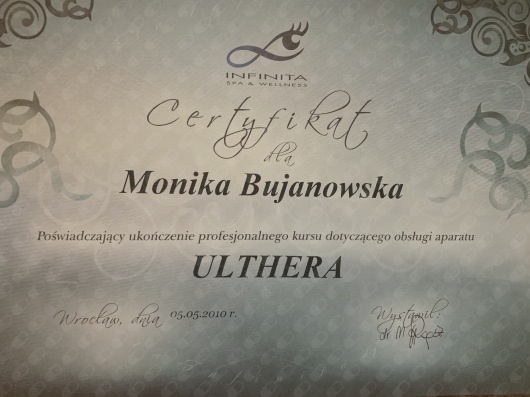 INFINITA
SPA & WELLNESS
Certyfikat
dla
Monika Bujanowska
Poświadczający ukończenie profesjonalnego kursu dotyczącego obsługi aparatu
ULTHERA
Wrocław, dnia 05.05.2010 r.
Wystawił:
dr M